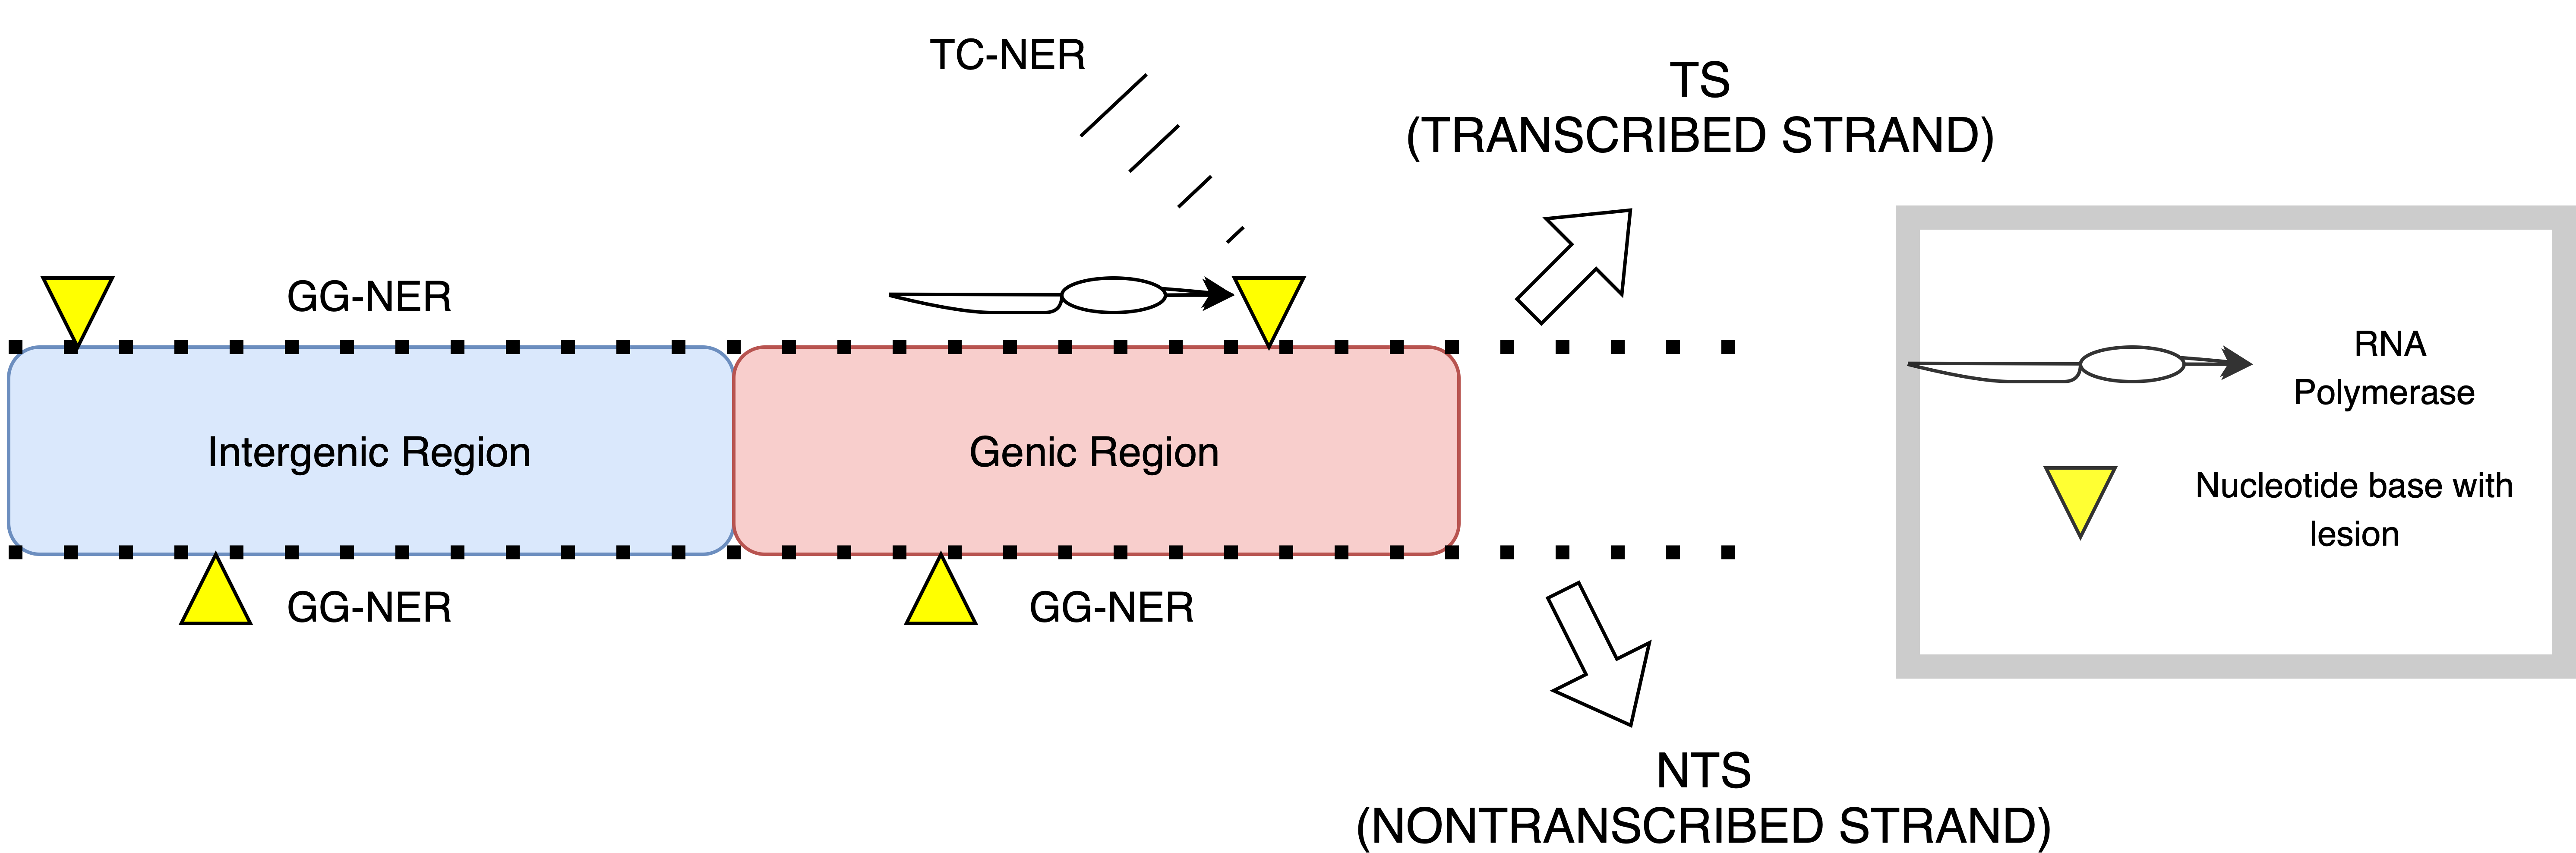 TC-NER
TS
(TRANSCRIBED STRAND)
GG-NER
Intergenic Region
Genic Region
GG-NER
GG-NER
NTS
(NONTRANSCRIBED STRAND)
RNA
Polymerase
Nucleotide base with
lesion